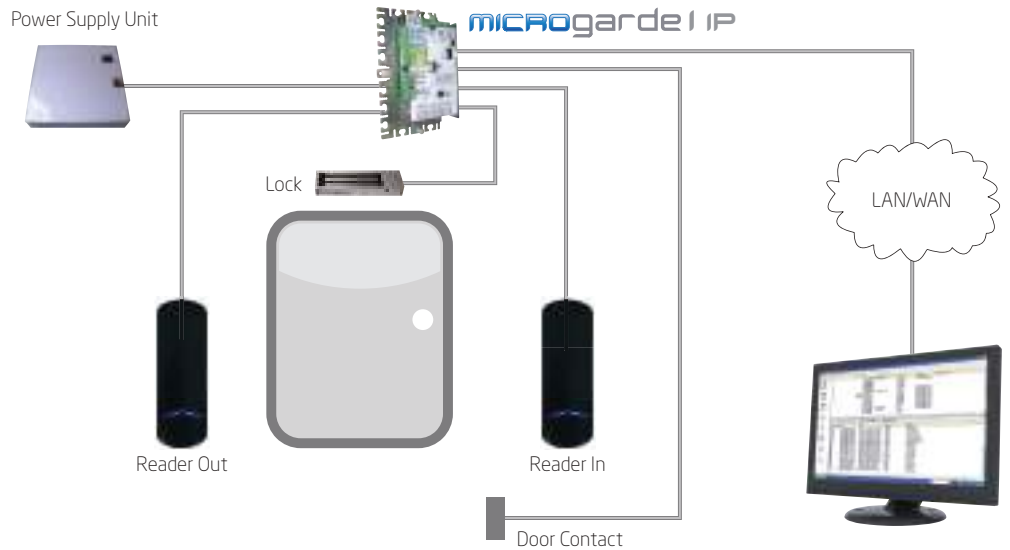 Power Supply Unit
MICROgarde I IP
Lock
LAN/WAN
Reader Out
Reader In
Door Contact